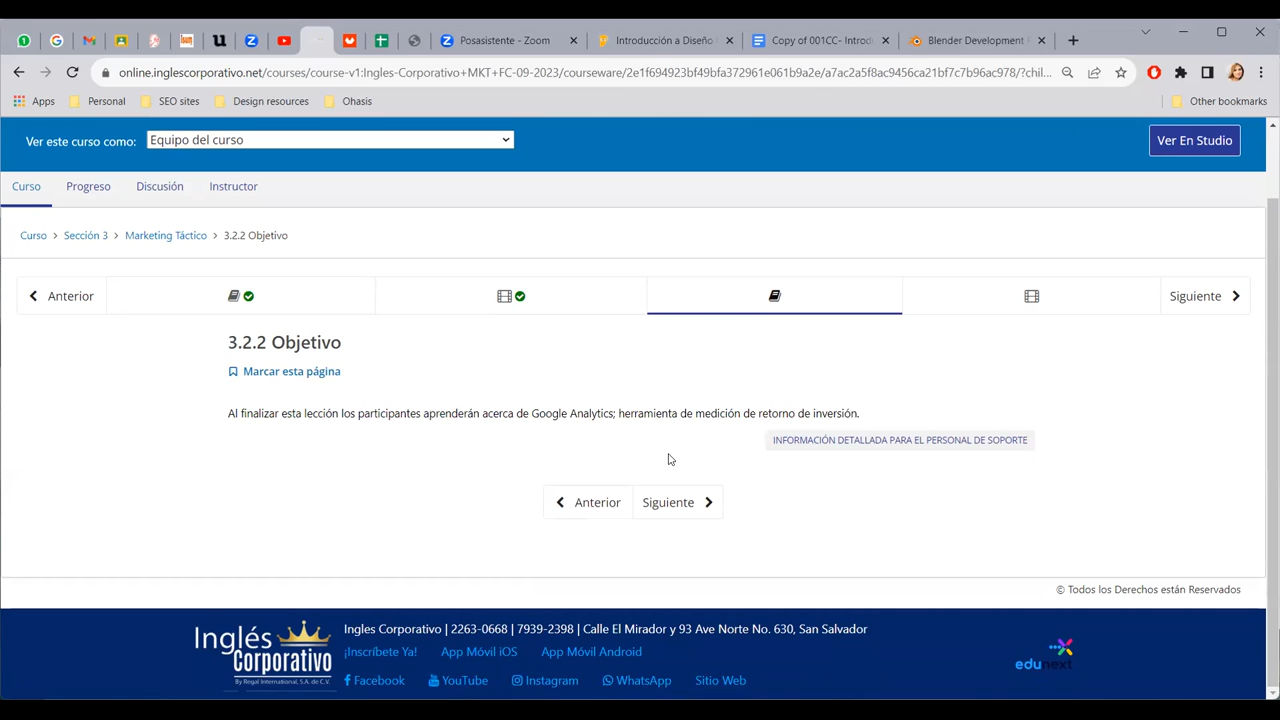 Posasistente - Zoom
Introducción a Diseño
Copy of 001CC- Introdu
Blender Development
online.inglescorporativo.net/courses/course-v1:Ingles-Corporativo+MKT+FC-09-2023/courseware/2e1f694923bf49bfa372961e061b9a2e/a7ac2a5f8ac9456ca21bf7c7b96ac978/?chil...
Apps Personal SEO sites Design resources Ohasis Other bookmarks
Ver este curso como: Equipo del curso Ver En Studio
Curso Progreso Discusión Instructor
Curso > Sección 3 > Marketing Táctico > 3.2.2 Objetivo
Anterior Siguiente
3.2.2 Objetivo
Marcar esta página
Al finalizar esta lección los participantes aprenderán acerca de Google Analytics; herramienta de medición de retorno de inversión.
INFORMACIÓN DETALLADA PARA EL PERSONAL DE SOPORTE
Anterior Siguiente
© Todos los Derechos están Reservados
Inglés Corporativo
By Regal International, S.A. de C.V.
Ingles Corporativo | 2263-0668 | 7939-2398 | Calle El Mirador y 93 Ave Norte No. 630, San Salvador
¡Inscríbete Ya! App Móvil iOS App Móvil Android
Facebook YouTube Instagram WhatsApp Sitio Web
edunext